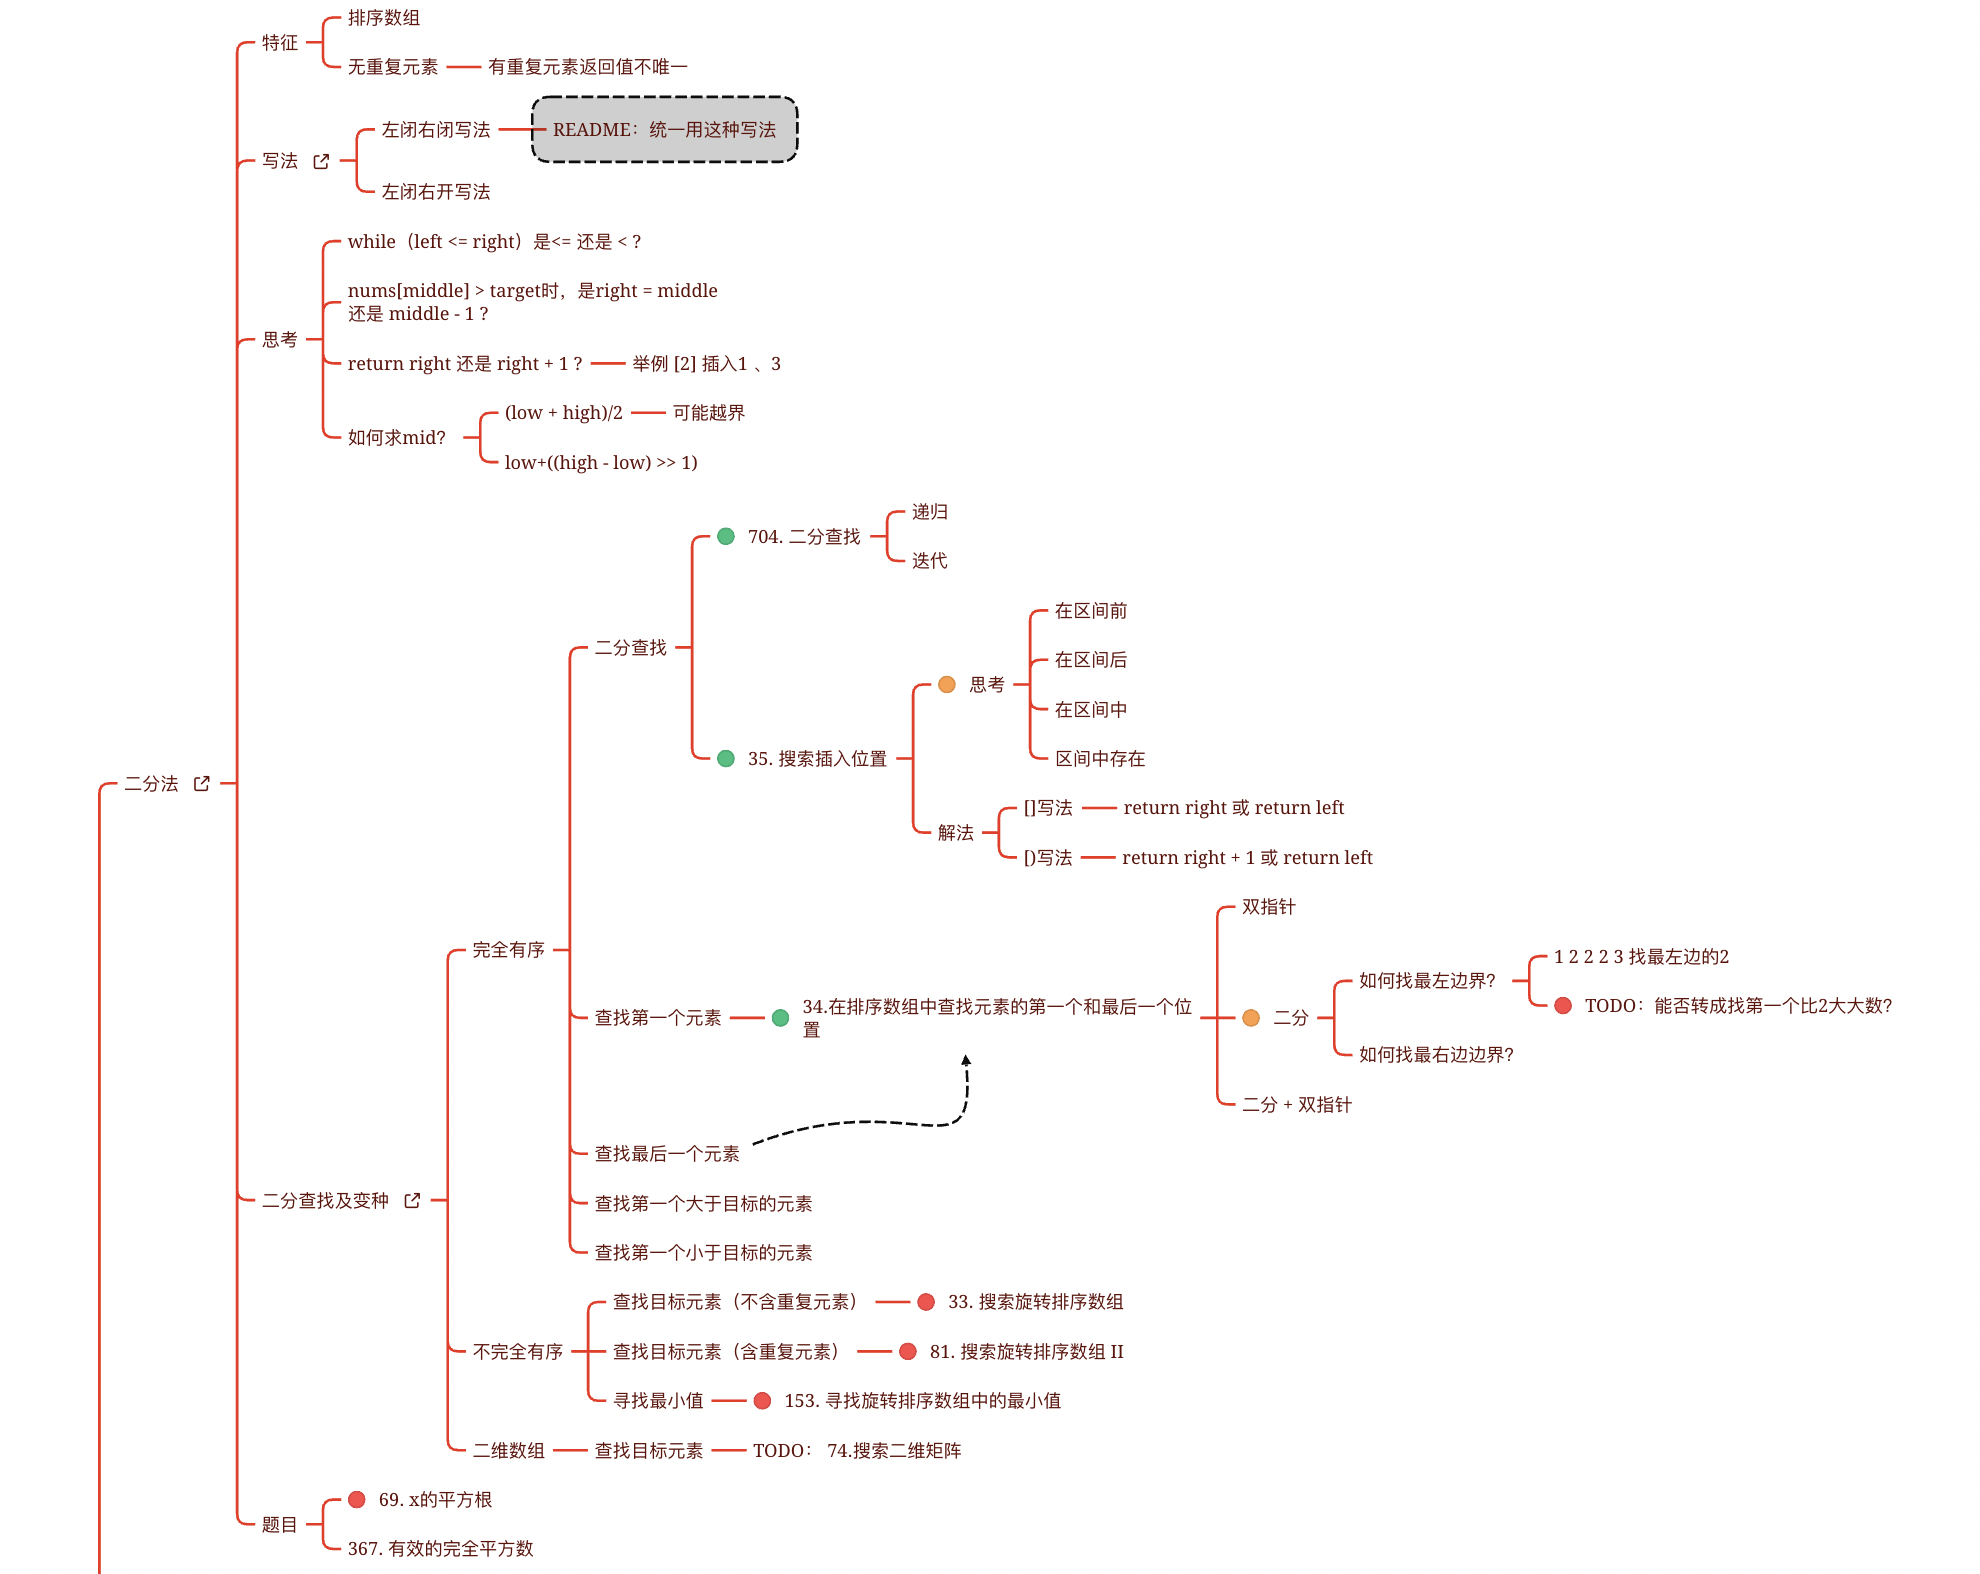 排序数组
特征
无重复元素
有重复元素返回值不唯一
左闭右闭写法
README：统一用这种写法
写法
左闭右开写法
while（left <= right）是<= 还是 < ?
nums[middle] > target时，是right = middle
还是 middle - 1 ?
思考
return right 还是 right + 1 ?
举例 [2] 插入1 、3
(low + high)/2
可能越界
如何求mid?
low+((high - low) >> 1)
递归
704. 二分查找
迭代
在区间前
二分查找
在区间后
思考
在区间中
35. 搜索插入位置
区间中存在
二分法
[]写法
return right 或 return left
解法
[)写法
return right + 1 或 return left
双指针
完全有序
1 2 2 2 3 找最左边的2
如何找最左边界?
查找第一个元素
34.在排序数组中查找元素的第一个和最后一个位
置
二分
TODO：能否转成找第一个比2大大数?
如何找最右边边界?
二分 + 双指针
查找最后一个元素
二分查找及变种
查找第一个大于目标的元素
查找第一个小于目标的元素
查找目标元素（不含重复元素）
33. 搜索旋转排序数组
不完全有序
查找目标元素（含重复元素）
81. 搜索旋转排序数组 II
寻找最小值
153. 寻找旋转排序数组中的最小值
二维数组
查找目标元素
TODO： 74.搜索二维矩阵
69. x的平方根
题目
367. 有效的完全平方数